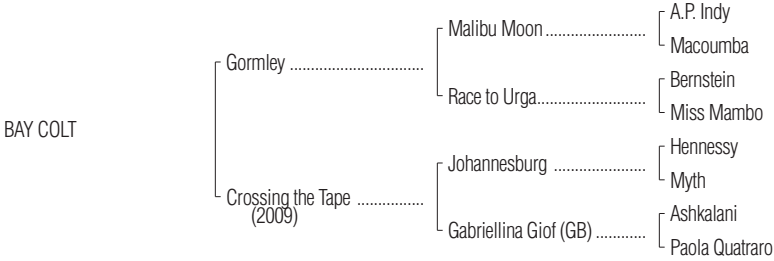 A.P. Indy
Malibu Moon ........................
Macoumba
Gormley ................................
Bernstein
Race to Urga..........................
Miss Mambo
BAY COLT
Hennessy
Johannesburg ......................
Myth
Crossing the Tape ................
(2009)
Ashkalani
Gabriellina Giof (GB) ............
Paola Quatraro